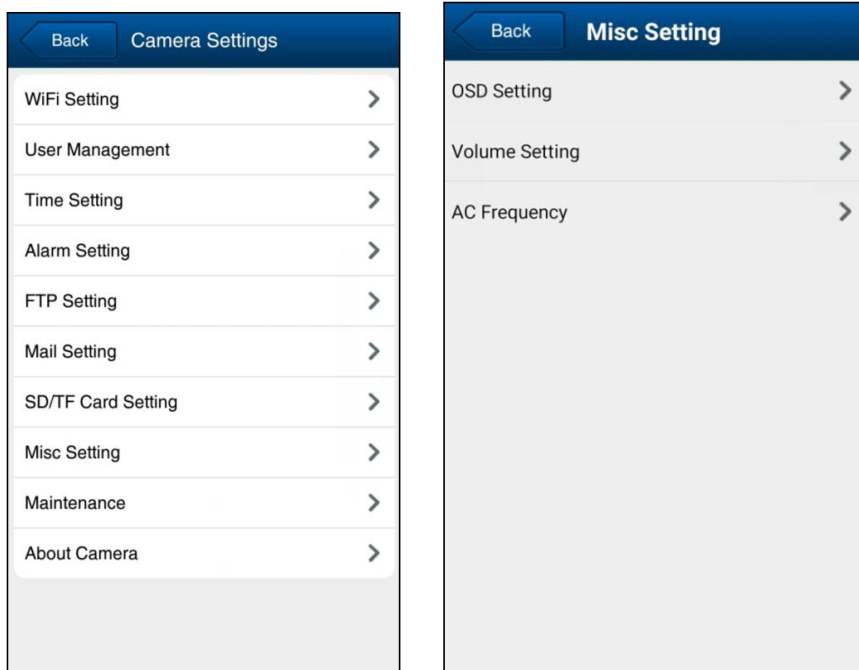 Back
Camera Settings
WiFi Setting
User Management
Time Setting
Alarm Setting
FTP Setting
Mail Setting
SD/TF Card Setting
Misc Setting
Maintenance
About Camera
Back
Misc Setting
OSD Setting
Volume Setting
AC Frequency